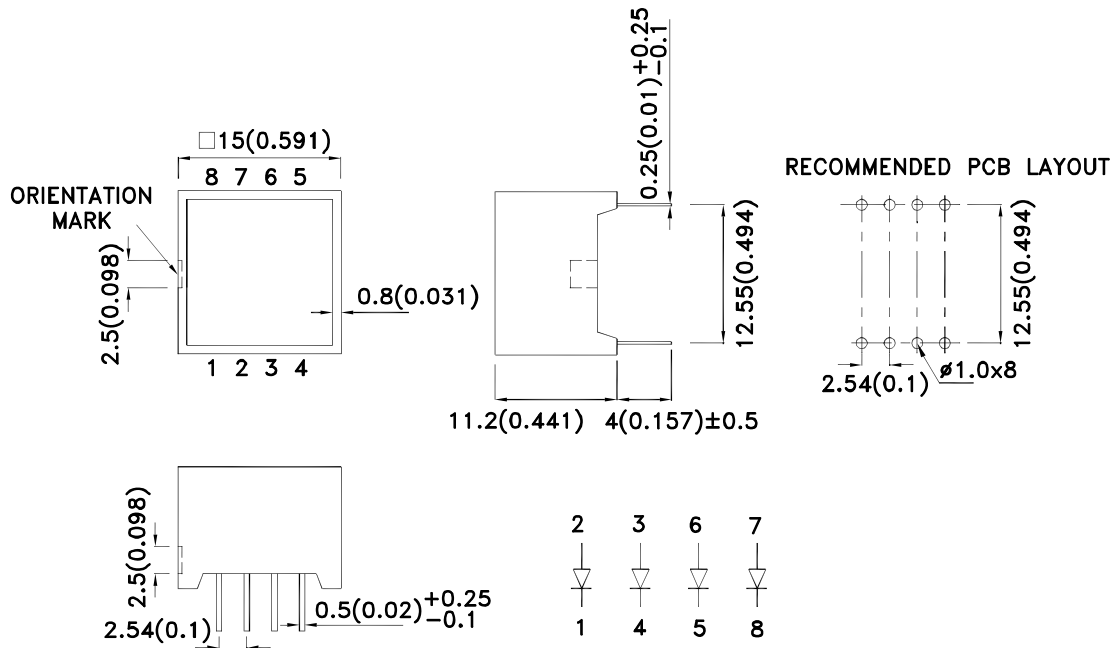 □15(0.591)
8 7 6 5
ORIENTATION
MARK
2.5(0.098)
0.8(0.031)
1 2 3 4
0.25(0.01)+0.25
−0.1
12.55(0.494)
11.2(0.441) 4(0.157)±0.5
RECOMMENDED PCB LAYOUT
12.55(0.494)
2.54(0.1)
ø1.0x8
2.5(0.098)
2.54(0.1)
0.5(0.02)+0.25
−0.1
2 3 6 7
1 4 5 8